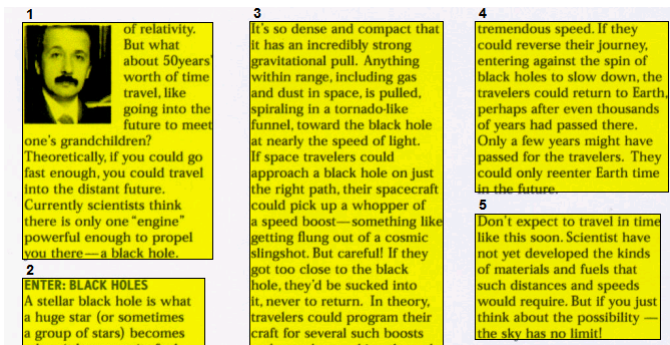 1
of relativity.
But what
about 50years'
worth of time
travel, like
going into the
future to meet
one's grandchildren?
Theoretically, if you could go
fast enough, you could travel
into the distant future.
Currently scientists think
there is only one "engine"
powerful enough to propel
you there—a black hole.
2
ENTER: BLACK HOLES
A stellar black hole is what
a huge star (or sometimes
a group of stars) becomes
3
It's so dense and compact that
it has an incredibly strong
gravitational pull. Anything
within range, including gas
and dust in space, is pulled,
spiraling in a tornado-like
funnel, toward the black hole
at nearly the speed of light.
If space travelers could
approach a black hole on just
the right path, their spacecraft
could pick up a whopper of
a speed boost—something like
getting flung out of a cosmic
slingshot. But careful! If they
got too close to the black
hole, they'd be sucked into
it, never to return. In theory,
travelers could program their
craft for several such boosts
4
tremendous speed. If they
could reverse their journey,
entering against the spin of
black holes to slow down, the
travelers could return to Earth,
perhaps after even thousands
of years had passed there.
Only a few years might have
passed for the travelers. They
could only reenter Earth time
in the future.
5
Don't expect to travel in time
like this soon. Scientist have
not yet developed the kinds
of materials and fuels that
such distances and speeds
would require. But if you just
think about the possibility —
the sky has no limit!